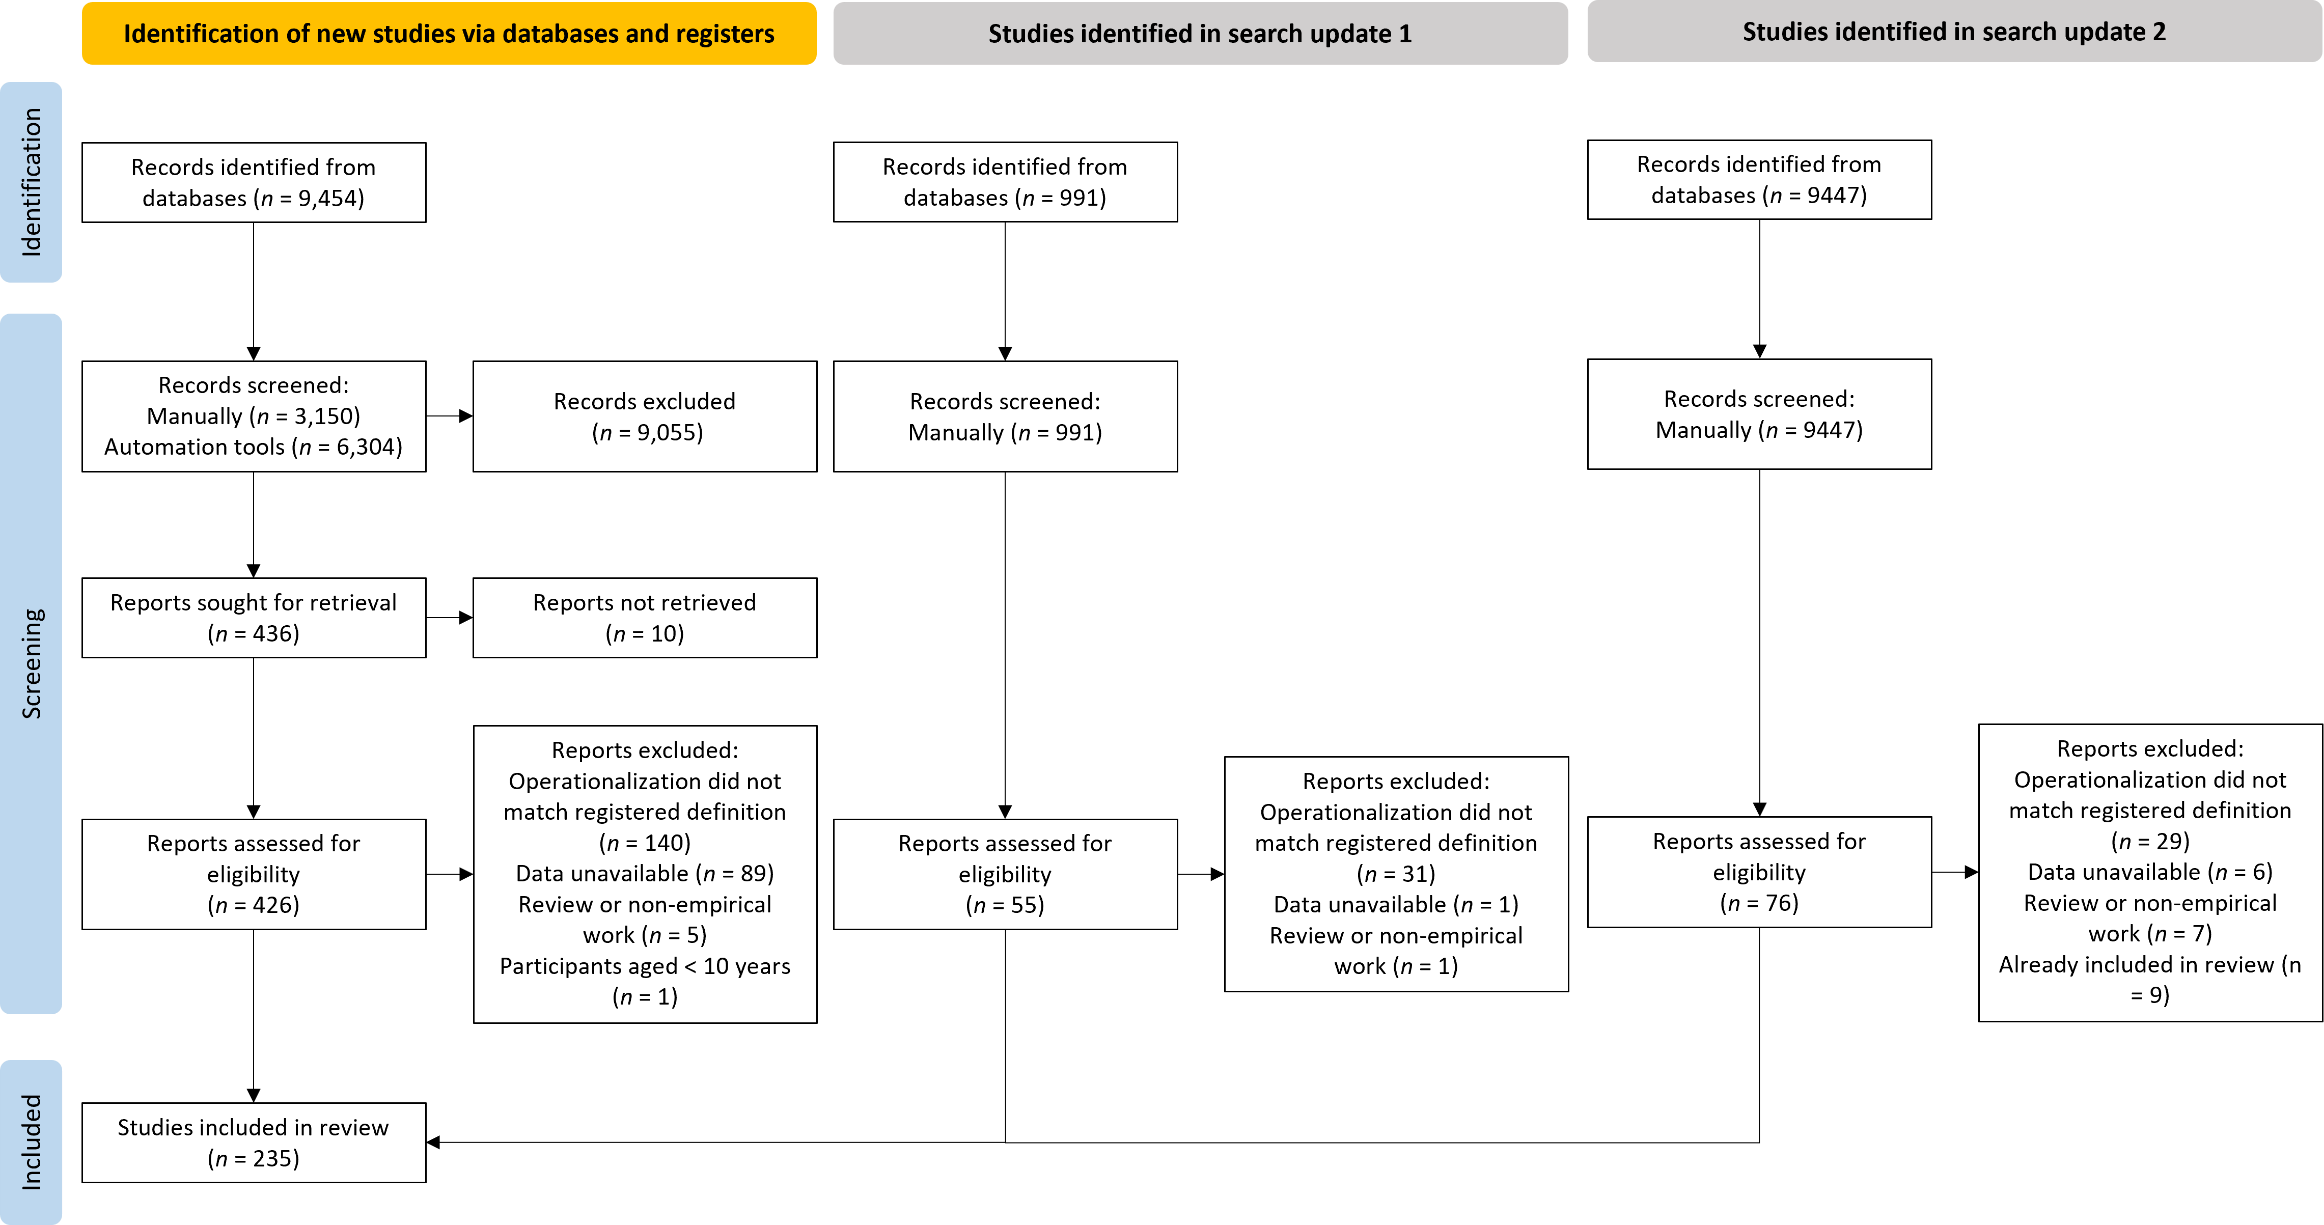 Identification of new studies via databases and registers
Studies identified in search update 1
Studies identified in search update 2
Identification
Records identified from
databases (n = 9,454)
Records identified from
databases (n = 991)
Records identified from
databases (n = 9447)
Screening
Records screened:
Manually (n = 3,150)
Automation tools (n = 6,304)
Records excluded
(n = 9,055)
Records screened:
Manually (n = 991)
Records screened:
Manually (n = 9447)
Reports sought for retrieval
(n = 436)
Reports not retrieved
(n = 10)
Reports assessed for
eligibility
(n = 426)
Reports excluded:
Operationalization did not
match registered definition
(n = 140)
Data unavailable (n = 89)
Review or non-empirical
work (n = 5)
Participants aged < 10 years
(n = 1)
Reports assessed for
eligibility
(n = 55)
Reports excluded:
Operationalization did not
match registered definition
(n = 31)
Data unavailable (n = 1)
Review or non-empirical
work (n = 1)
Reports assessed for
eligibility
(n = 76)
Reports excluded:
Operationalization did not
match registered definition
(n = 29)
Data unavailable (n = 6)
Review or non-empirical
work (n = 7)
Already included in review (n
= 9)
Included
Studies included in review
(n = 235)